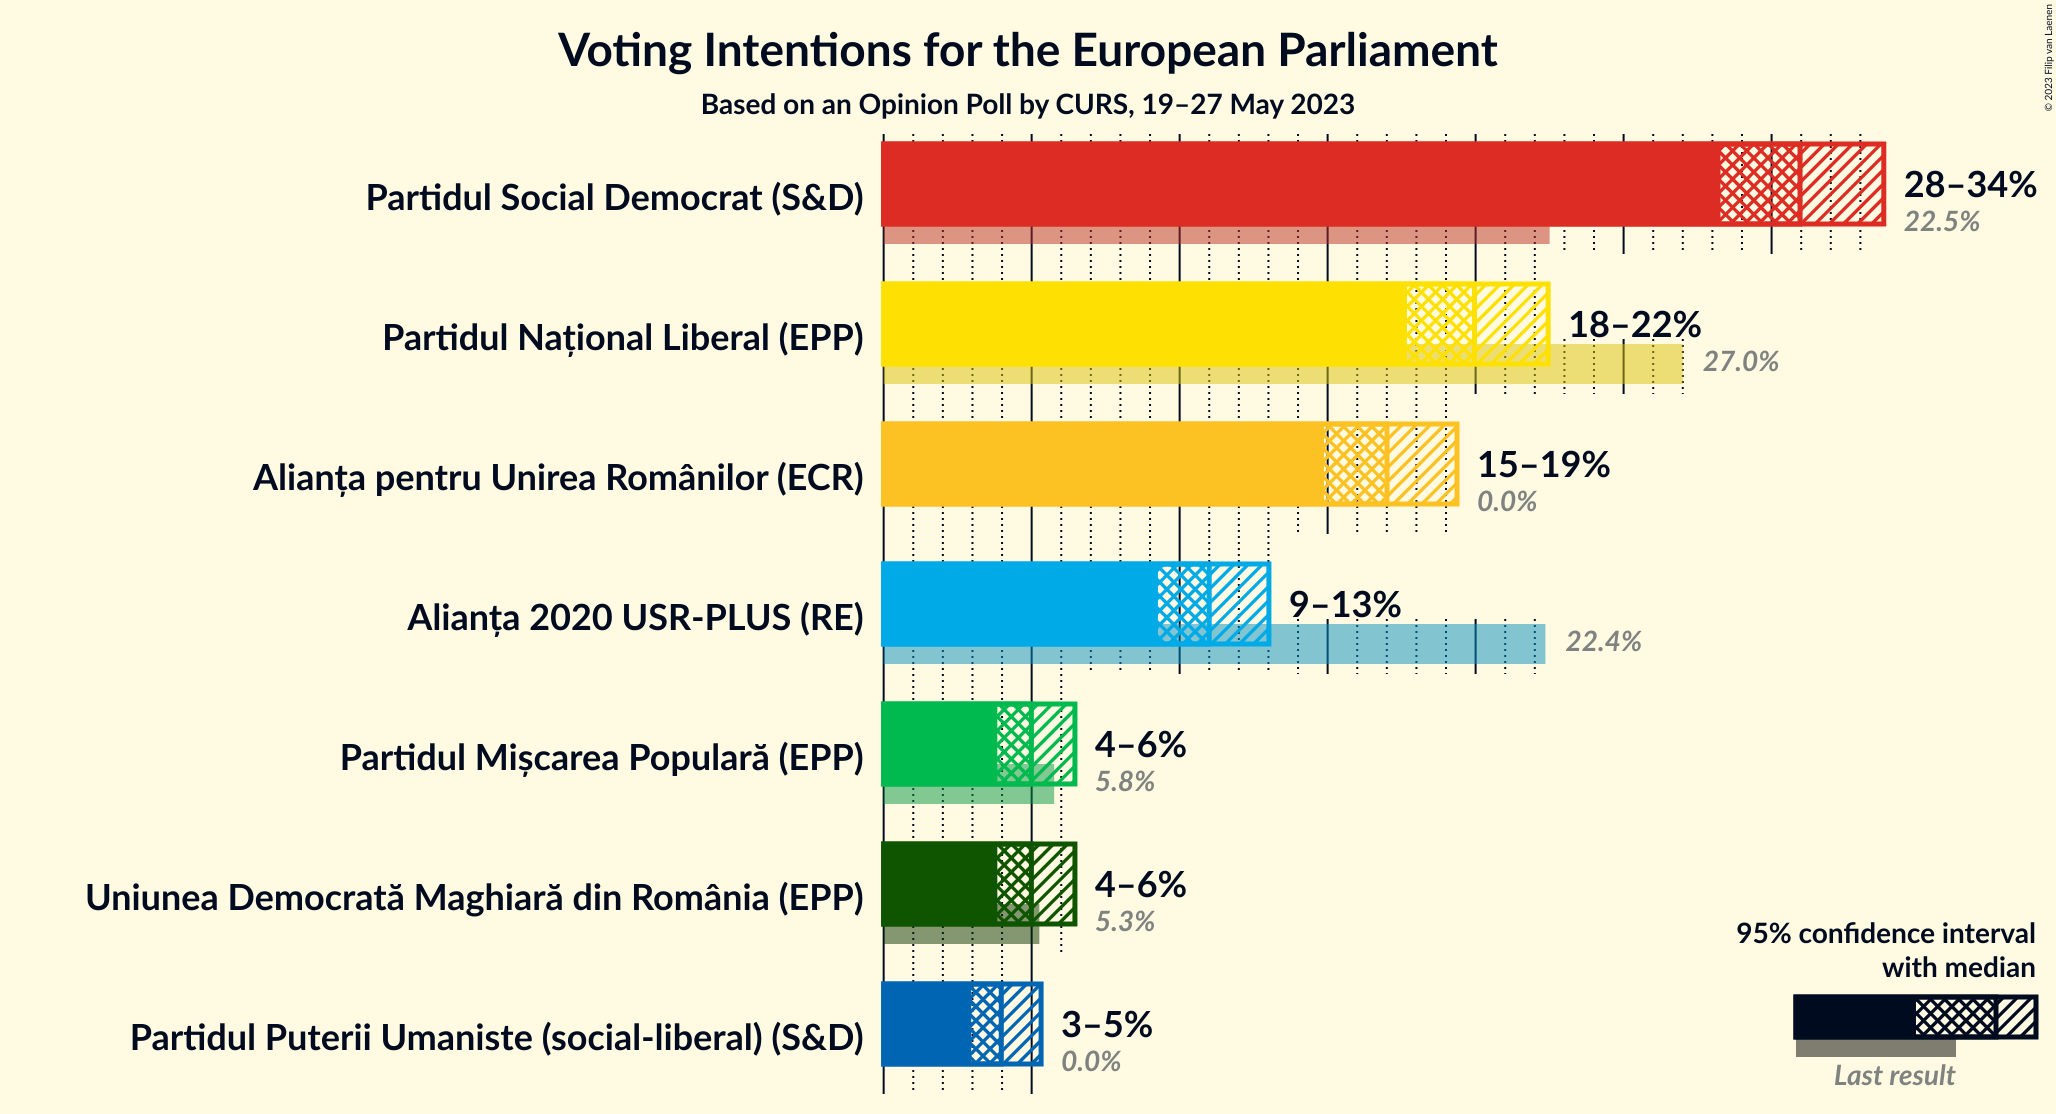 Voting Intentions for the European Parliament
Based on an Opinion Poll by CURS, 19–27 May 2023
© 2023 Filip van Laenen
Partidul Social Democrat (S&D)
28–34%
22.5%
Partidul Național Liberal (EPP)
18–22%
27.0%
Alianța pentru Unirea Românilor (ECR)
15–19%
0.0%
Alianța 2020 USR-PLUS (RE)
9–13%
22.4%
Partidul Mișcarea Populară (EPP)
4–6%
5.8%
Uniunea Democrată Maghiară din România (EPP)
4–6%
5.3%
Partidul Puterii Umaniste (social-liberal) (S&D)
3–5%
0.0%
95% confidence interval
with median
Last result